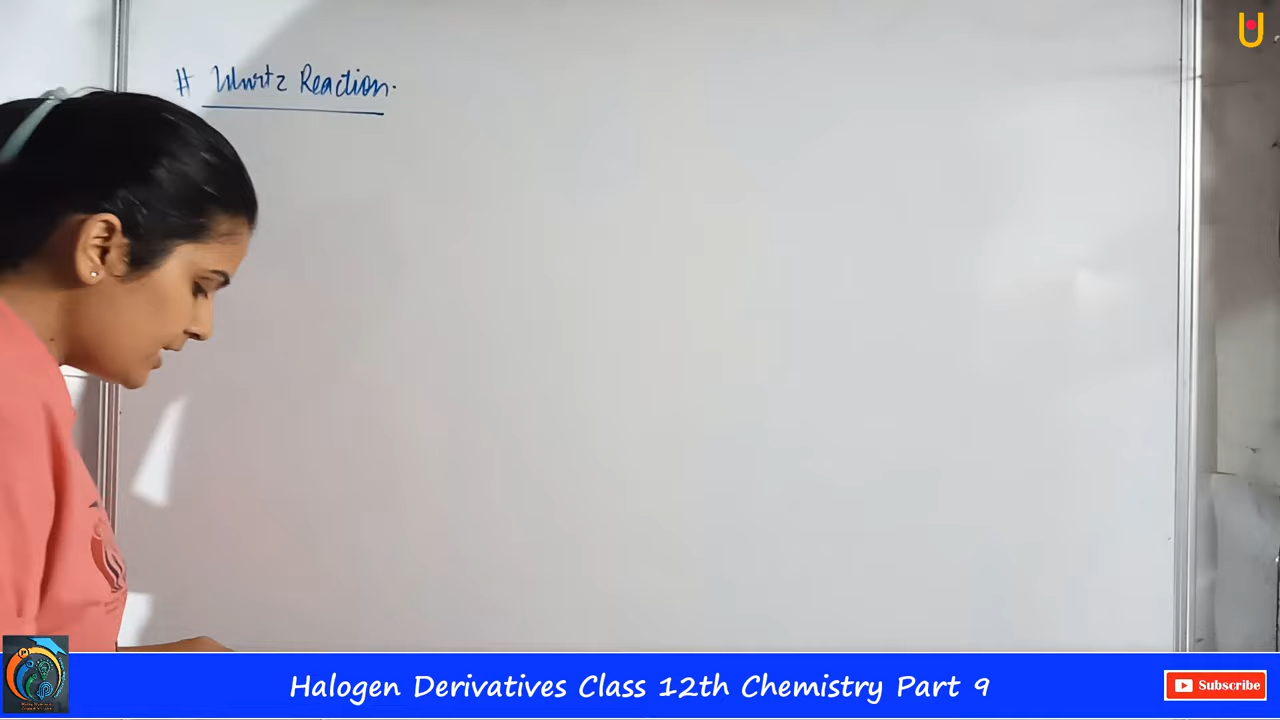 # Wurtz Reaction.
Halogen Derivatives Class 12th Chemistry Part 9
Subscribe